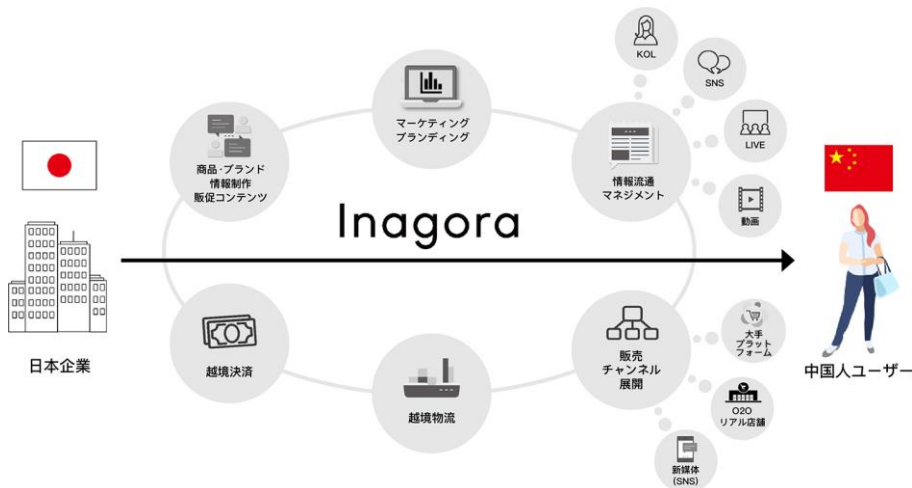 KOL
SNS
LIVE
動画
マーケティング
ブランディング
商品・ブランド
情報制作
販促コンテンツ
情報流通
マネジメント
Inagora
日本企業
中国人ユーザー
越境決済
越境物流
販売
チャンネル
展開
大手
プラット
フォーム
O2O
リアル店舗
新媒体
(SNS)